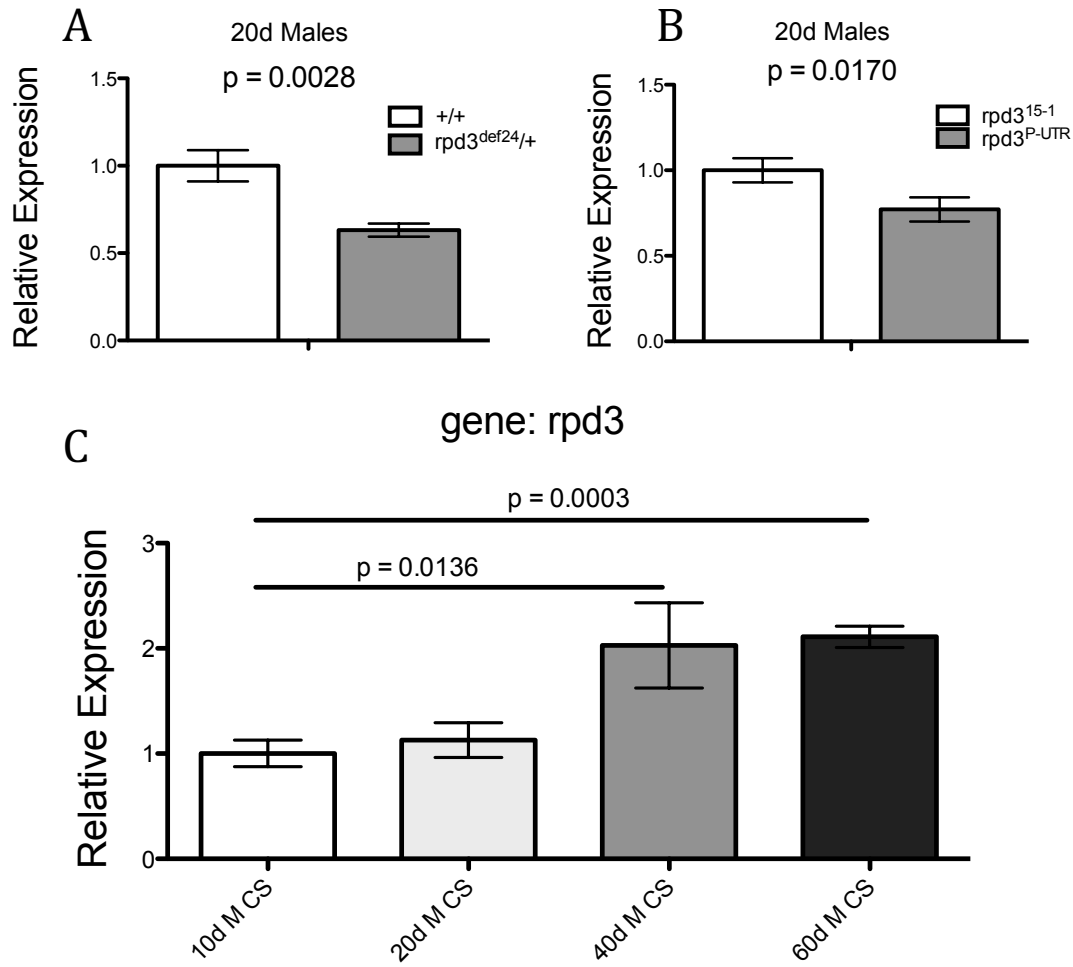 A
20d Males
p = 0.0028
+/+
rpd3def24/+
Relative Expression
1.5
1.0
0.5
0.0
B
20d Males
p = 0.0170
rpd315-1
rpd3P-UTR
Relative Expression
1.5
1.0
0.5
0.0
gene: rpd3
C
p = 0.0003
p = 0.0136
Relative Expression
3
2
1
0
10d M CS
20d M CS
40d M CS
60d M CS